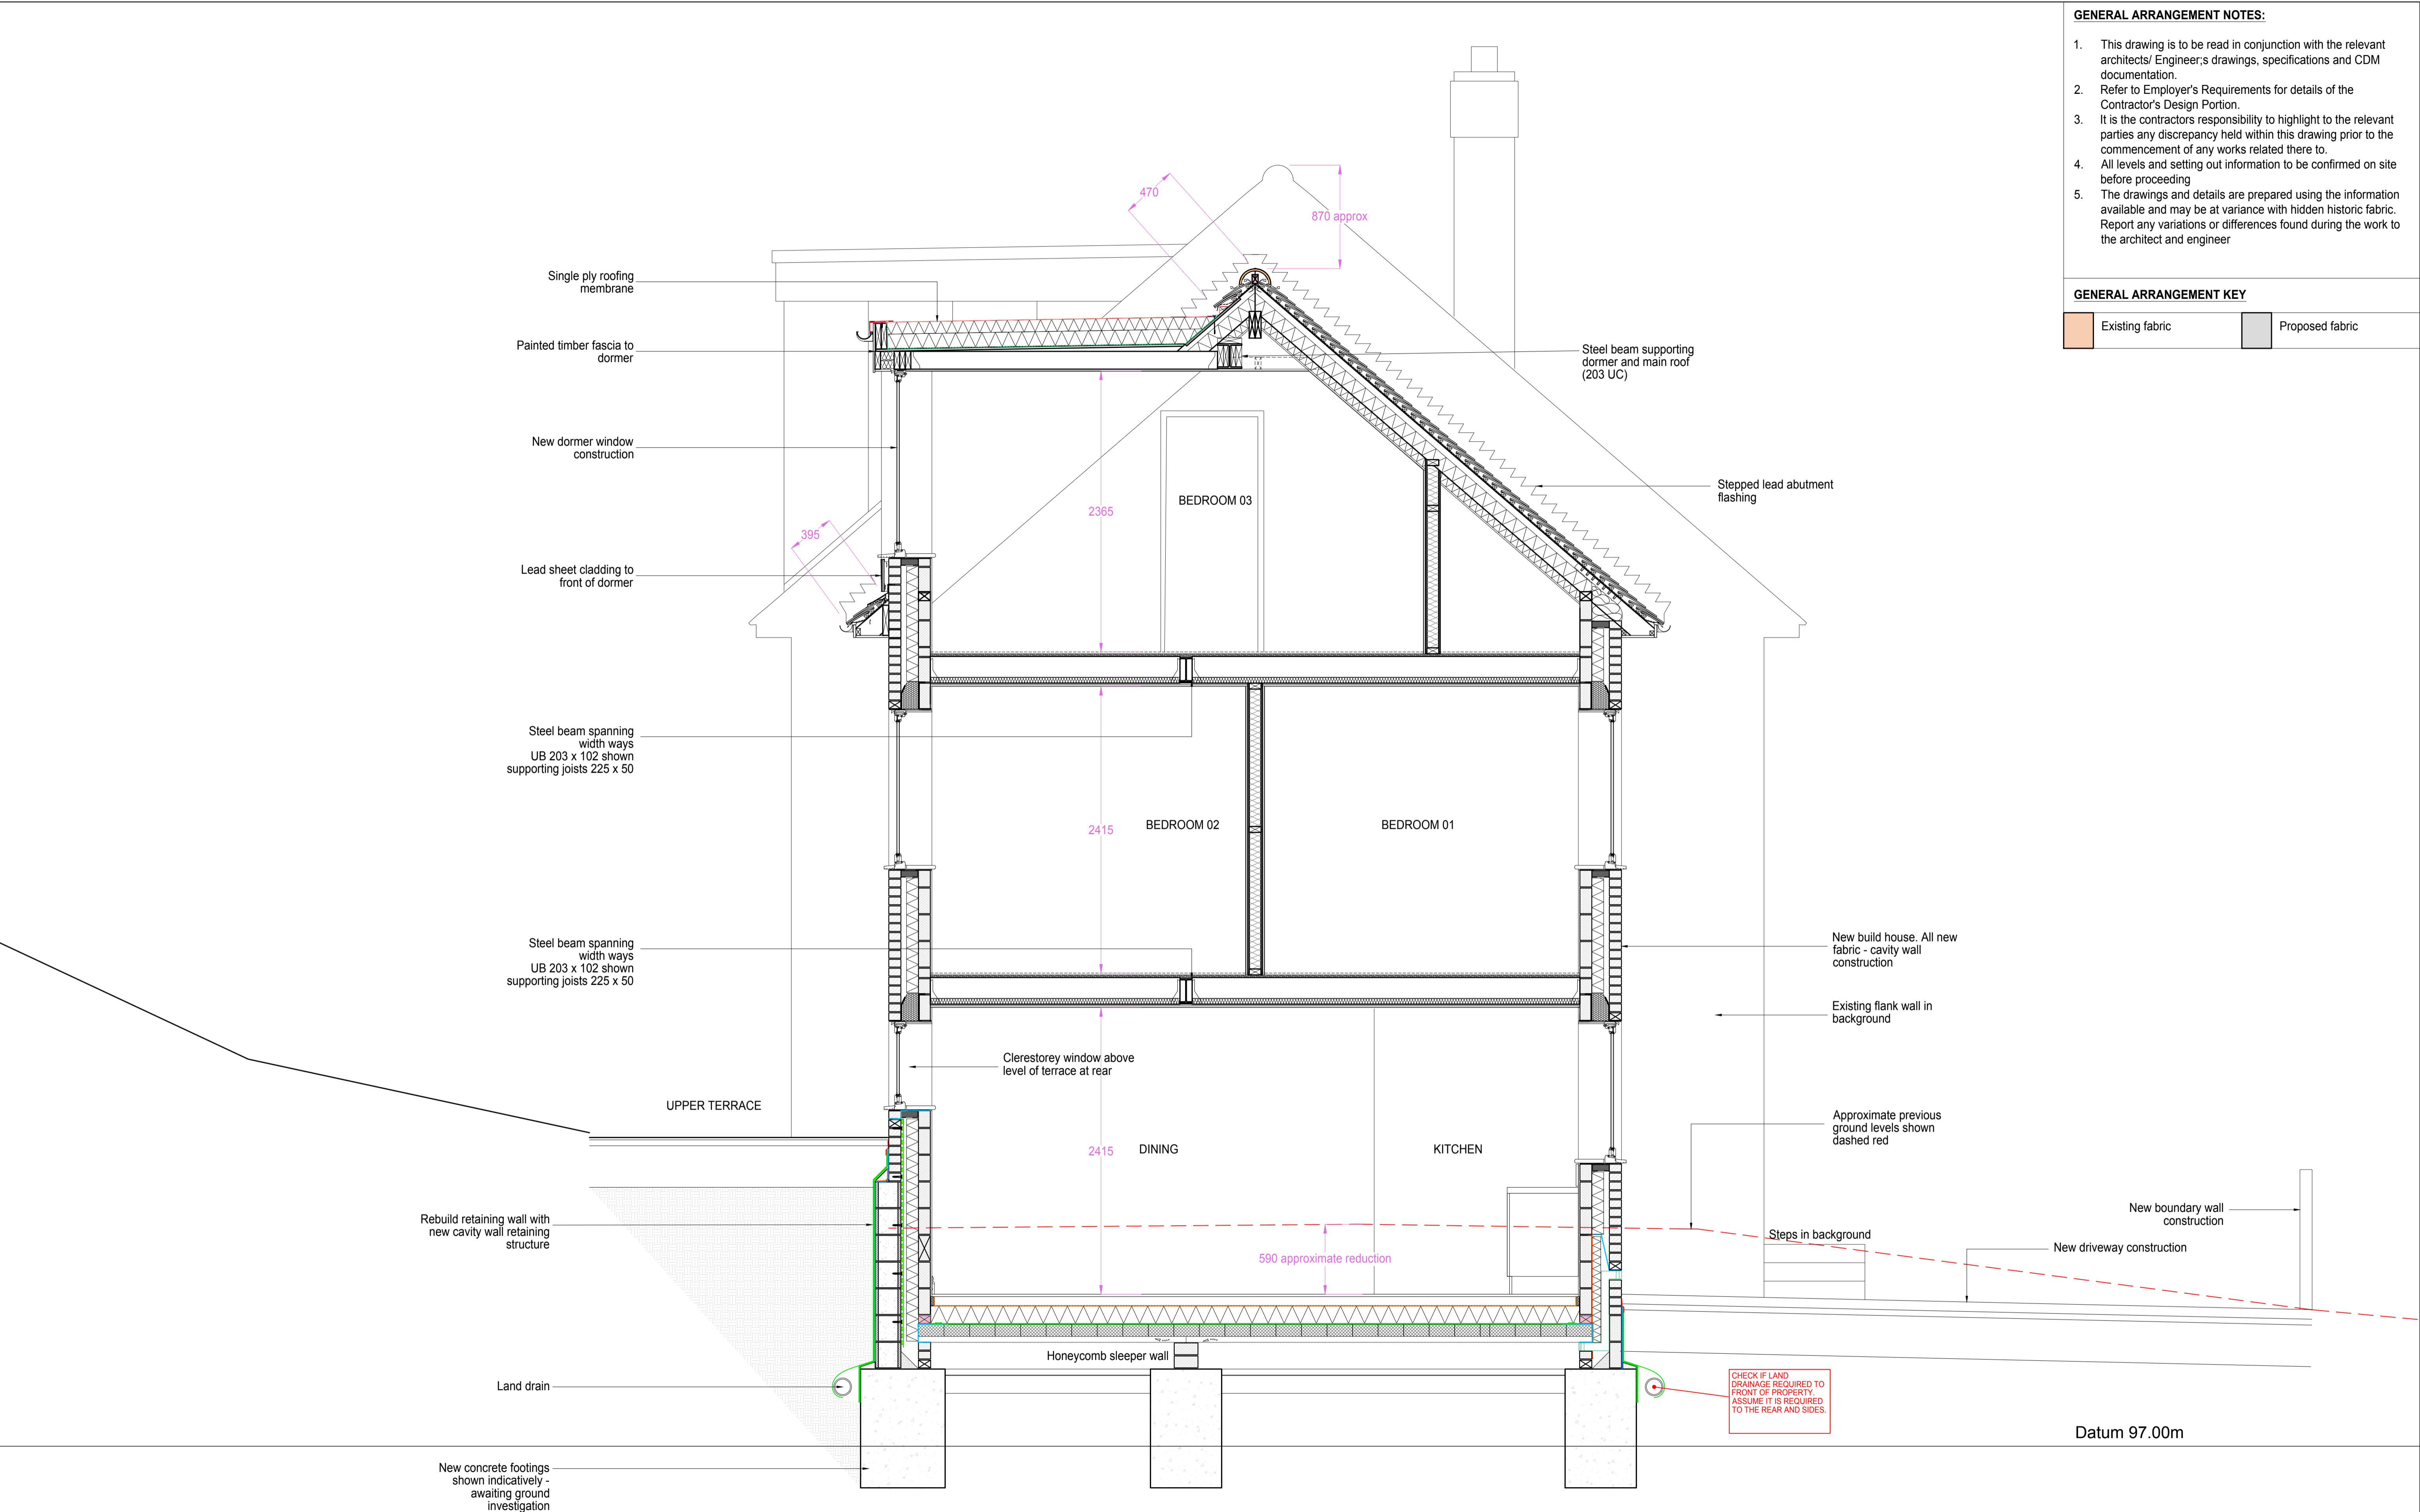 GENERAL ARRANGEMENT NOTES:
1. This drawing is to be read in conjunction with the relevant
architects/ Engineer;s drawings, specifications and CDM
documentation.
2. Refer to Employer's Requirements for details of the
Contractor's Design Portion.
3. It is the contractors responsibility to highlight to the relevant
parties any discrepancy held within this drawing prior to the
commencement of any works related there to.
4. All levels and setting out information to be confirmed on site
before proceeding
5. The drawings and details are prepared using the information
available and may be at variance with hidden historic fabric.
Report any variations or differences found during the work to
the architect and engineer
GENERAL ARRANGEMENT KEY
Existing fabric
Proposed fabric
470
870 approx
Single ply roofing
membrane
Painted timber fascia to
dormer
Steel beam supporting
dormer and main roof
(203 UC)
New dormer window
construction
Stepped lead abutment
flashing
BEDROOM 03
2365
395
Lead sheet cladding to
front of dormer
Steel beam spanning
width ways
UB 203 x 102 shown
supporting joists 225 x 50
2415
BEDROOM 02
BEDROOM 01
Steel beam spanning
width ways
UB 203 x 102 shown
supporting joists 225 x 50
New build house. All new
fabric - cavity wall
construction
Existing flank wall in
background
Clerestorey window above
level of terrace at rear
UPPER TERRACE
Approximate previous
ground levels shown
dashed red
2415
DINING
KITCHEN
Rebuild retaining wall with
new cavity wall retaining
structure
New boundary wall
construction
Steps in background
New driveway construction
590 approximate reduction
Honeycomb sleeper wall
Land drain
CHECK IF LAND
DRAINAGE REQUIRED TO
FRONT OF PROPERTY.
ASSUME IT IS REQUIRED
TO THE REAR AND SIDES.
Datum 97.00m
New concrete footings
shown indicatively -
awaiting ground
investigation